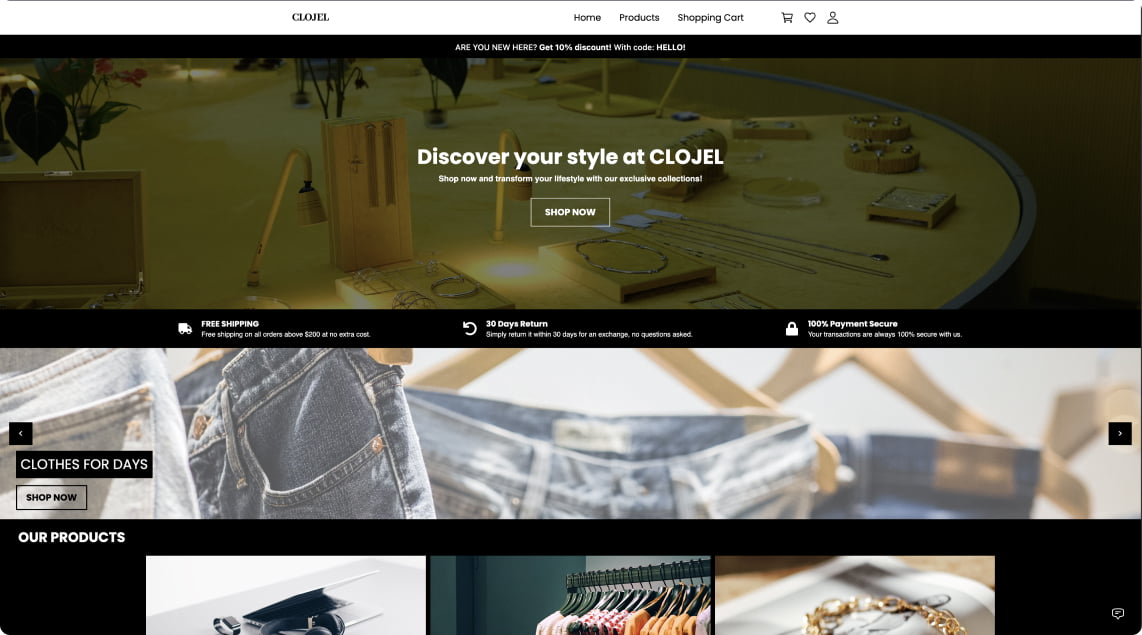 CLOJEL
Home Products Shopping Cart
ARE YOU NEW HERE? Get 10% discount! With code: HELLO!
Discover your style at CLOJEL
Shop now and transform your lifestyle with our exclusive collections!
SHOP NOW
FREE SHIPPING
Free shipping on all orders above $200 at no extra cost.
30 Days Return
Simply return it within 30 days for an exchange, no questions asked.
100% Payment Secure
Your transactions are always 100% secure with us.
CLOTHES FOR DAYS
SHOP NOW
OUR PRODUCTS